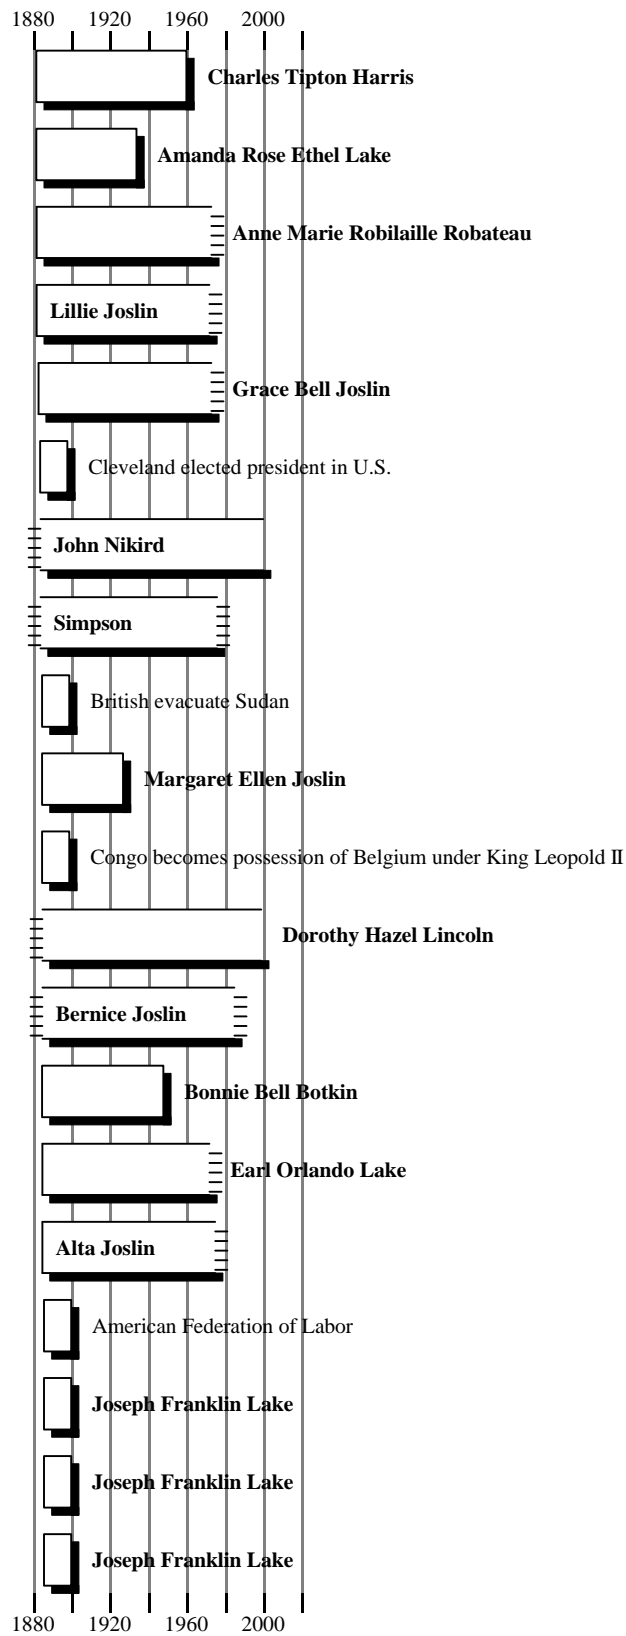 1880 1920 1960 2000
Charles Tipton Harris
Amanda Rose Ethel Lake
Anne Marie Robilaille Robateau
Lillie Joslin
Grace Bell Joslin
Cleveland elected president in U.S.
John Nikird
Simpson
British evacuate Sudan
Margaret Ellen Joslin
Congo becomes possession of Belgium under King Leopold II
Dorothy Hazel Lincoln
Bernice Joslin
Bonnie Bell Botkin
Earl Orlando Lake
Alta Joslin
American Federation of Labor
Joseph Franklin Lake
Joseph Franklin Lake
Joseph Franklin Lake
1880 1920 1960 2000